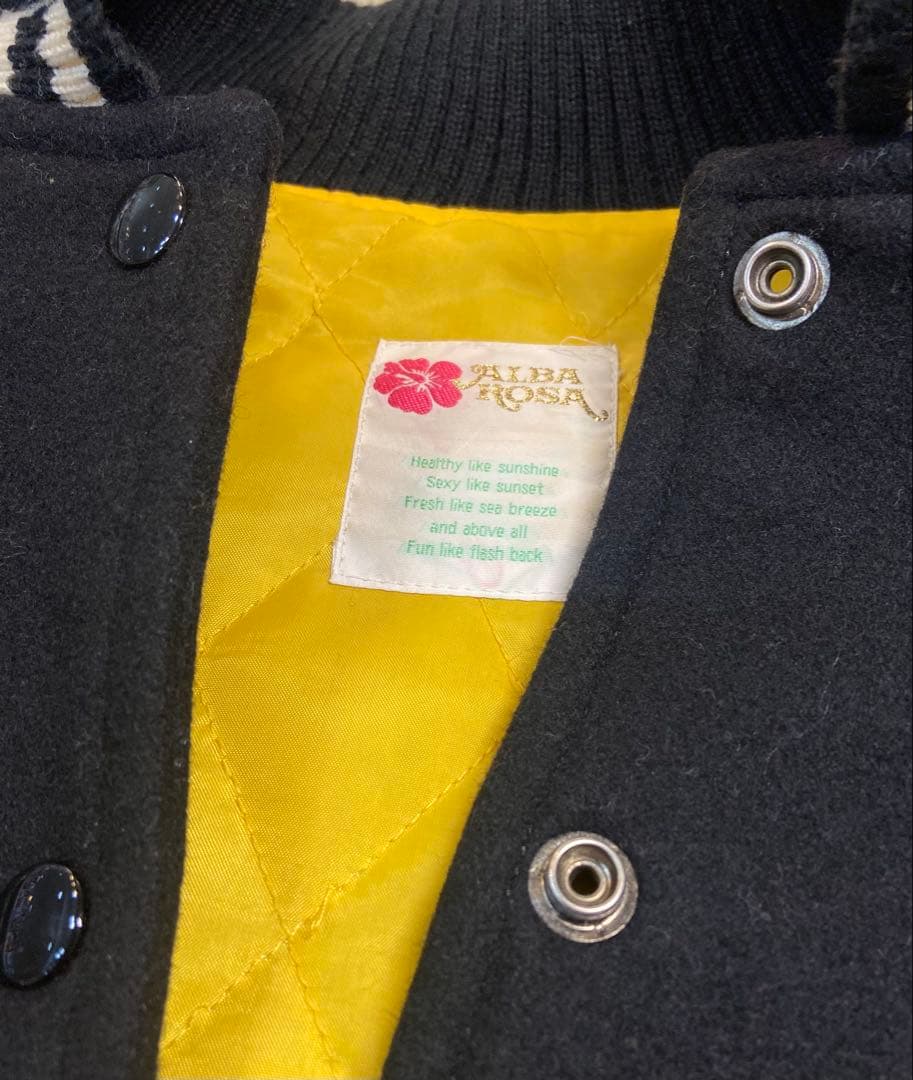 ALBA
ROSA
Healthy like sunshine
Sexy like sunset
Fresh like sea breeze
and above all
Fun like flash back